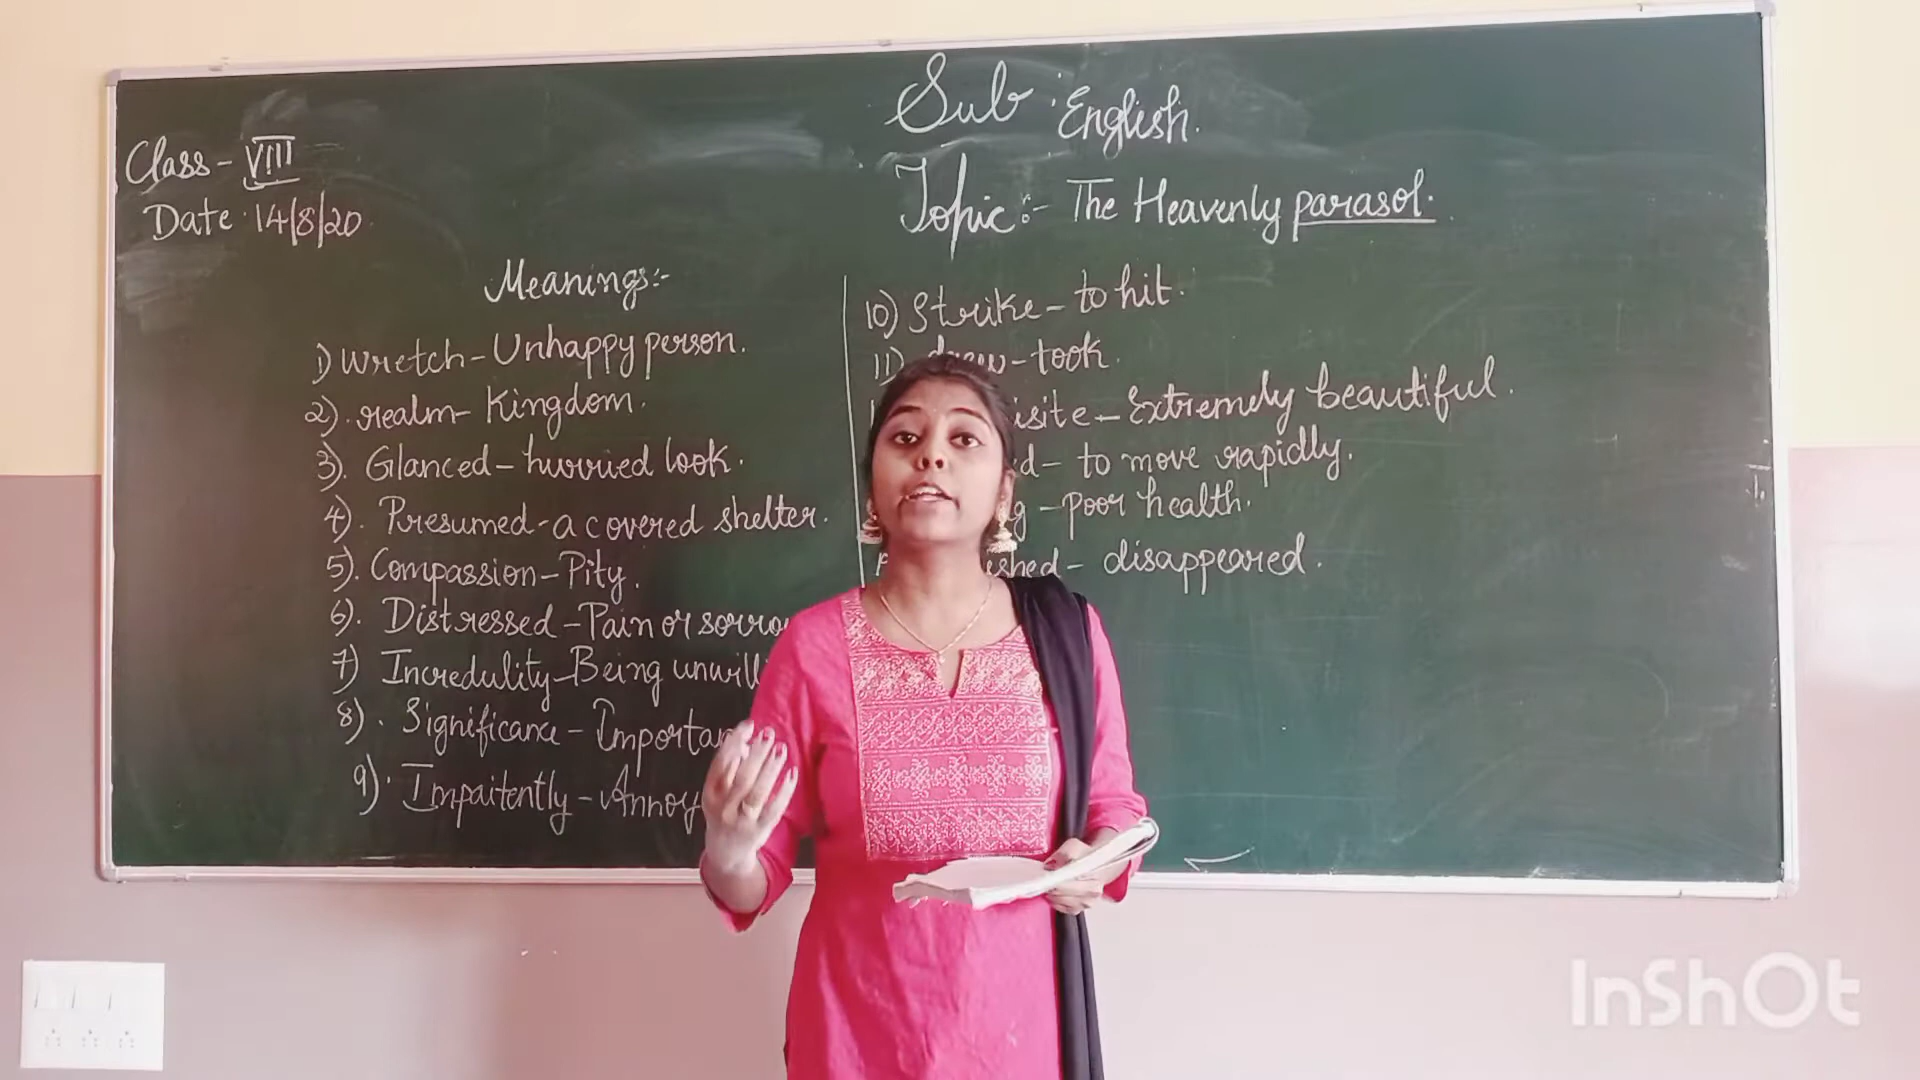 Sub : English.
Topic :- The Heavenly parasol.
Class - VIII
Date 14/8/20
Meanings:-
1) Wretch - Unhappy person.
2). realm - Kingdom.
3). Glanced - hurried look.
4). Presumed - a covered shelter.
5). Compassion - Pity.
6). Distressed - Pain or
7) Incredulity - Being
8). Significance -
9). Impaitently -
10) Strike - to hit.
11) - took.
- Extremely beautiful.
- to move rapidly.
- poor health.
- disappeared.
InShOt